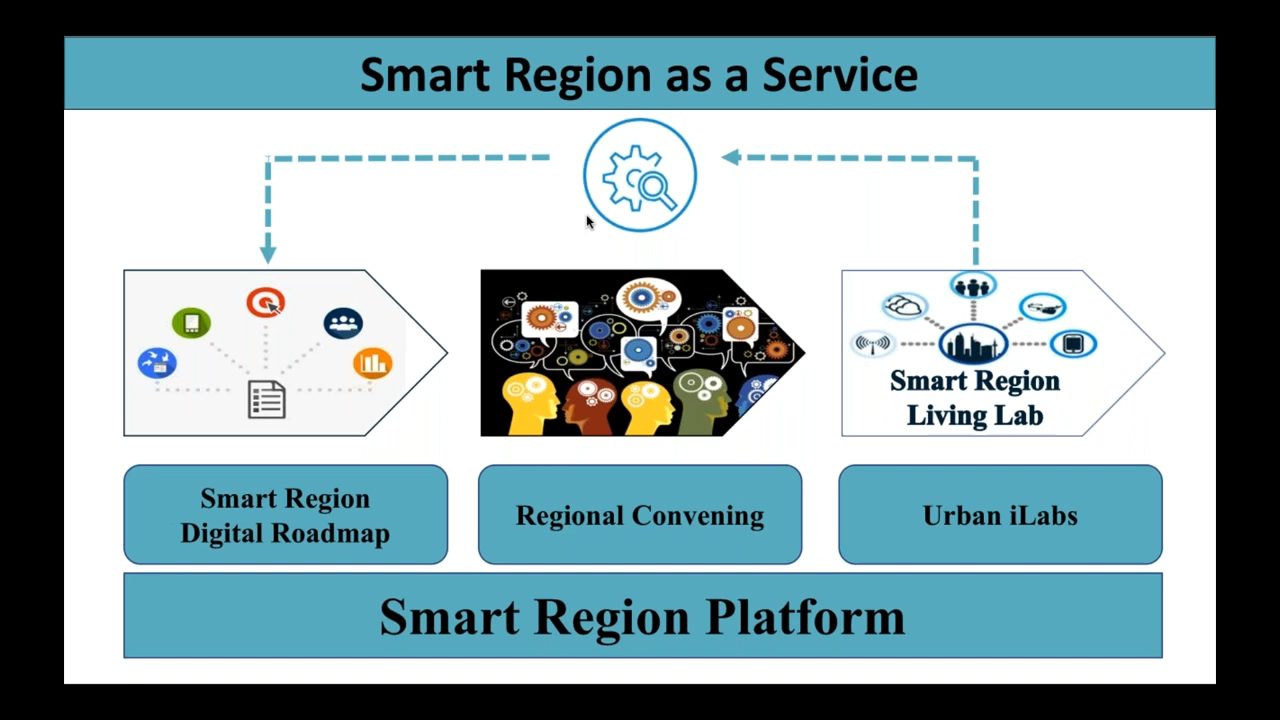 Smart Region as a Service
Smart Region
Living Lab
Smart Region
Digital Roadmap
Regional Convening
Urban iLabs
Smart Region Platform